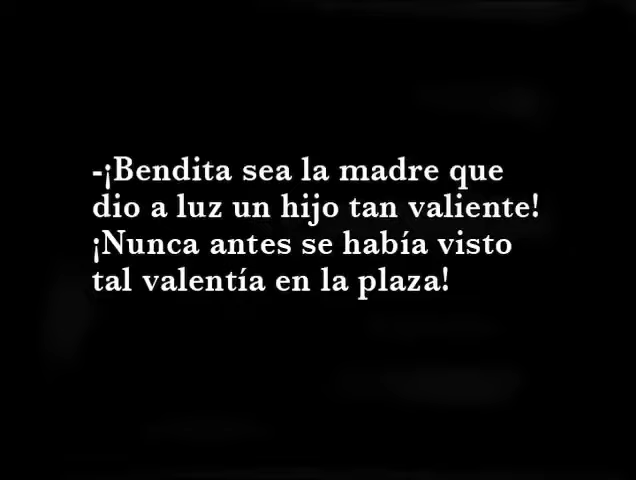 -¡Bendita sea la madre que
dio a luz un hijo tan valiente!
¡Nunca antes se había visto
tal valentía en la plaza!